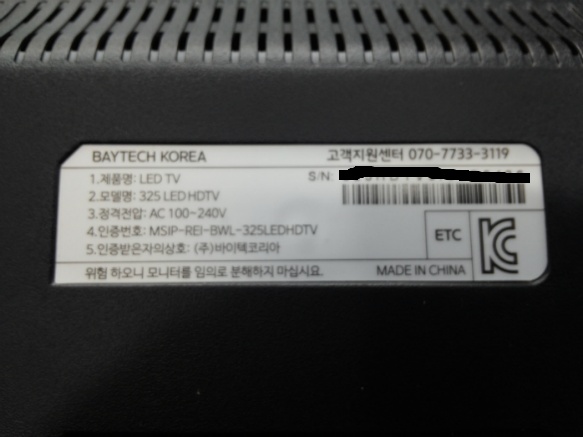 BAYTECH KOREA 고객지원센터 070-7733-3119
1.제품명: LED TV S/N:
2.모델명: 325 LED HDTV
3.정격전압: AC 100~240V
4.인증번호: MSIP-REI-BWL-325LEDHDTV
5.인증받은자의상호: (주)바이텍코리아
ETC
위험 하오니 모니터를 임의로 분해하지 마십시요. MADE IN CHINA